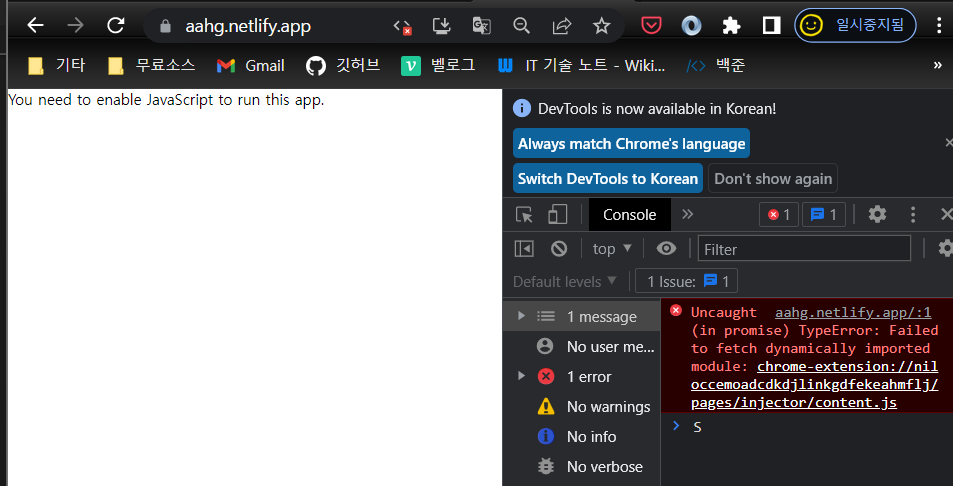 aahg.netlify.app
일시중지됨
기타
무료소스
Gmail
깃허브
벨로그
IT 기술 노트 - Wiki...
백준
»
You need to enable JavaScript to run this app.
DevTools is now available in Korean!
Always match Chrome's language
Switch DevTools to Korean
Don't show again
Console
»
1
1
top
Filter
Default levels
1 Issue:
1
1 message
No user me...
1 error
No warnings
No info
No verbose
Uncaught aahg.netlify.app/:1
(in promise) TypeError: Failed
to fetch dynamically imported
module: chrome-extension://nil
occemoadcdkdjlinkgdfekeahmflj/
pages/injector/content.js
S